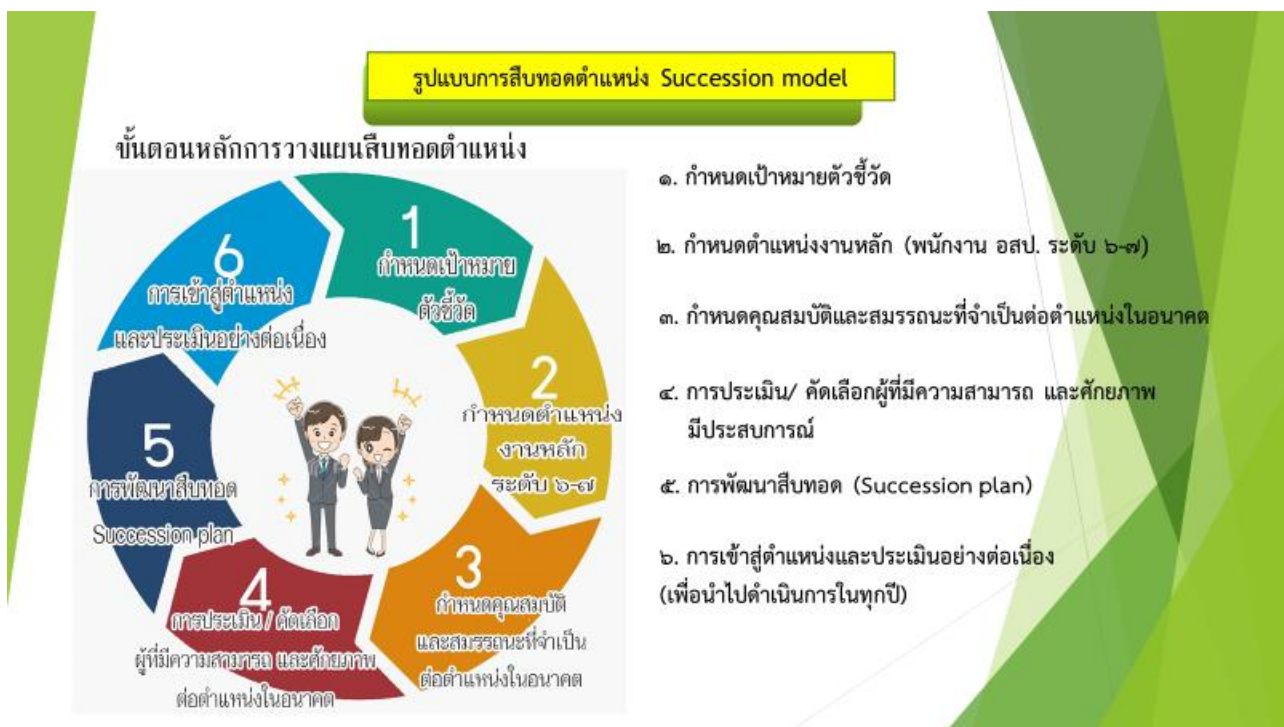 รูปแบบการสืบทอดตำแหน่ง Succession model
ขั้นตอนหลักการวางแผนสืบทอดตำแหน่ง
1
กำหนดเป้าหมาย
ตัวชี้วัด
2
กำหนดตำแหน่ง
งานหลัก
ระดับ ๖-๗
3
กำหนดคุณสมบัติ
และสมรรถนะที่จำเป็น
ต่อตำแหน่งในอนาคต
4
การประเมิน / คัดเลือก
ผู้ที่มีความสามารถ และศักยภาพ
ต่อตำแหน่งในอนาคต
5
การพัฒนาสืบทอด
Succession plan
6
การเข้าสู่ตำแหน่ง
และประเมินอย่างต่อเนื่อง
๑. กำหนดเป้าหมายตัวชี้วัด
๒. กำหนดตำแหน่งงานหลัก (พนักงาน อสป. ระดับ ๖-๗)
๓. กำหนดคุณสมบัติและสมรรถนะที่จำเป็นต่อตำแหน่งในอนาคต
๔. การประเมิน/ คัดเลือกผู้ที่มีความสามารถ และศักยภาพ
มีประสบการณ์
๕. การพัฒนาสืบทอด (Succession plan)
๖. การเข้าสู่ตำแหน่งและประเมินอย่างต่อเนื่อง
(เพื่อนำไปดำเนินการในทุกปี)